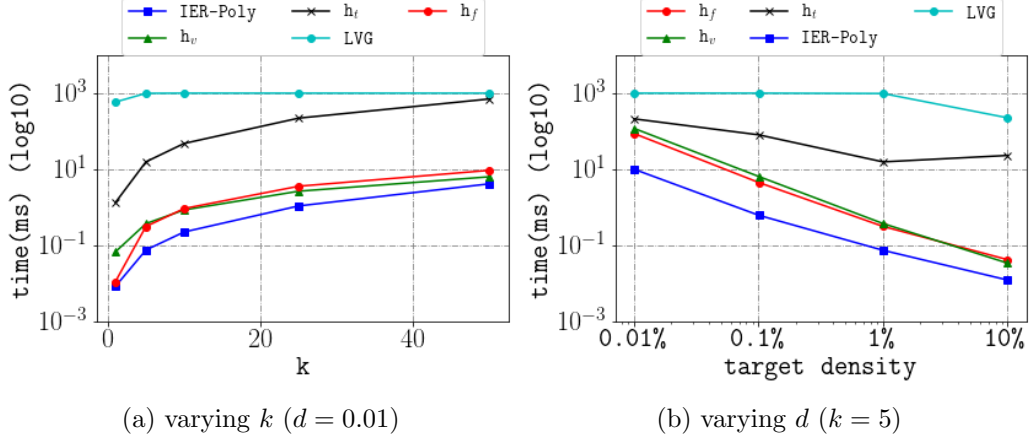 IER-Poly h_t h_f
h_v LVG
time(ms) (log10)
10^3
10^1
10^{-1}
10^{-3}
0 20 40
k
(a) varying k (d = 0.01)
h_f h_t LVG
h_v IER-Poly
time(ms) (log10)
10^3
10^1
10^{-1}
10^{-3}
0.01% 0.1% 1% 10%
target density
(b) varying d (k = 5)